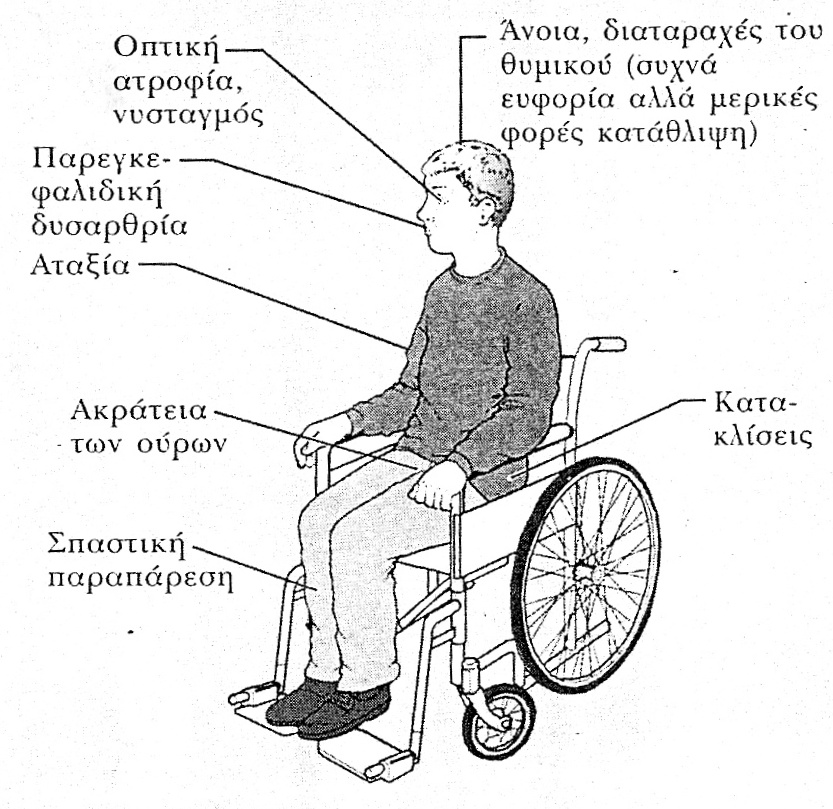 Οπτική
ατροφία,
νυσταγμός
Άνοια, διαταραχές του
θυμικού (συχνά
ευφορία αλλά μερικές
φορές κατάθλιψη)
Παρεγκε-
φαλιδική
δυσαρθρία
Αταξία
Ακράτεια
των ούρων
Κατα-
κλίσεις
Σπαστική
παραπάρεση